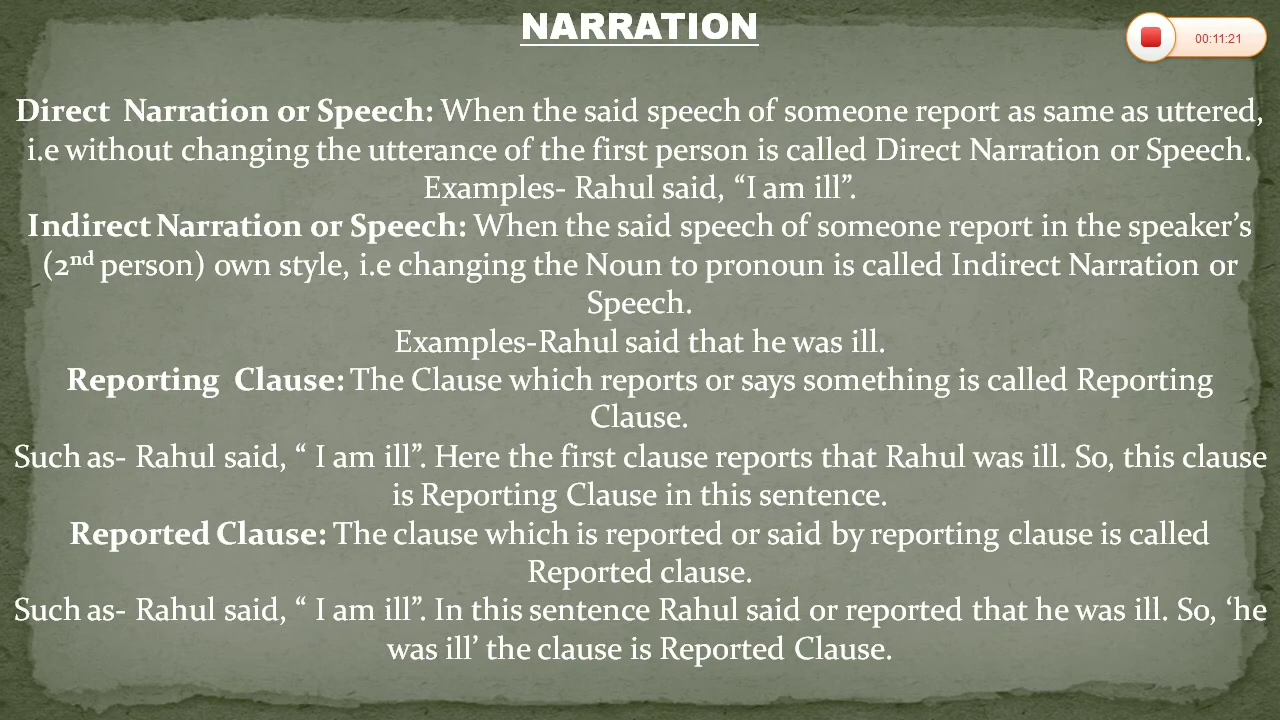 NARRATION
00:11:21
Direct Narration or Speech: When the said speech of someone report as same as uttered,
i.e without changing the utterance of the first person is called Direct Narration or Speech.
Examples- Rahul said, “I am ill”.
Indirect Narration or Speech: When the said speech of someone report in the speaker’s
(2nd person) own style, i.e changing the Noun to pronoun is called Indirect Narration or
Speech.
Examples-Rahul said that he was ill.
Reporting Clause: The Clause which reports or says something is called Reporting
Clause.
Such as- Rahul said, “ I am ill”. Here the first clause reports that Rahul was ill. So, this clause
is Reporting Clause in this sentence.
Reported Clause: The clause which is reported or said by reporting clause is called
Reported clause.
Such as- Rahul said, “ I am ill”. In this sentence Rahul said or reported that he was ill. So, ‘he
was ill’ the clause is Reported Clause.